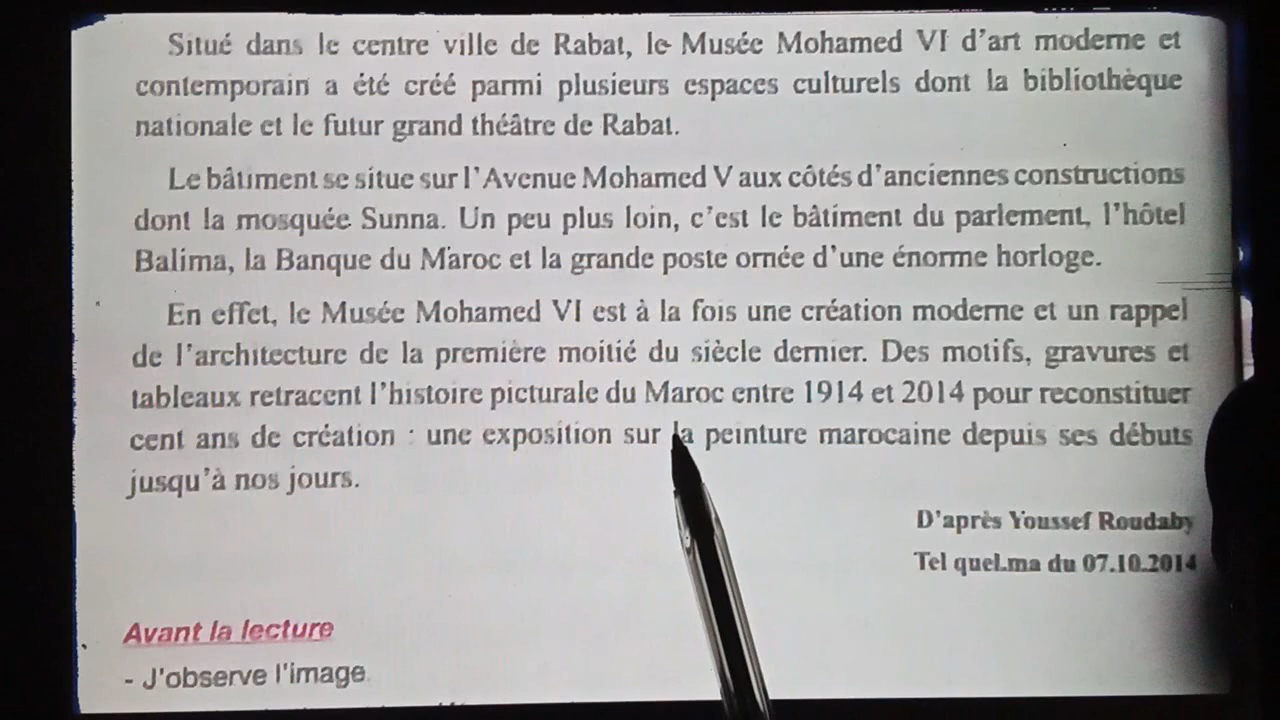 Situé dans le centre ville de Rabat, le Musée Mohamed VI d'art moderne et
contemporain a été créé parmi plusieurs espaces culturels dont la bibliothèque
nationale et le futur grand théâtre de Rabat.
Le bâtiment se situe sur l'Avenue Mohamed V aux côtés d'anciennes constructions
dont la mosquée Sunna. Un peu plus loin, c'est le bâtiment du parlement, l'hôtel
Balima, la Banque du Maroc et la grande poste ornée d'une énorme horloge.
En effet, le Musée Mohamed VI est à la fois une création moderne et un rappel
de l'architecture de la première moitié du siècle dernier. Des motifs, gravures et
tableaux retracent l'histoire picturale du Maroc entre 1914 et 2014 pour reconstituer
cent ans de création : une exposition sur la peinture marocaine depuis ses débuts
jusqu'à nos jours.
D'après Youssef Roudaby
Tel quel.ma du 07.10.2014
Avant la lecture
- J'observe l'image